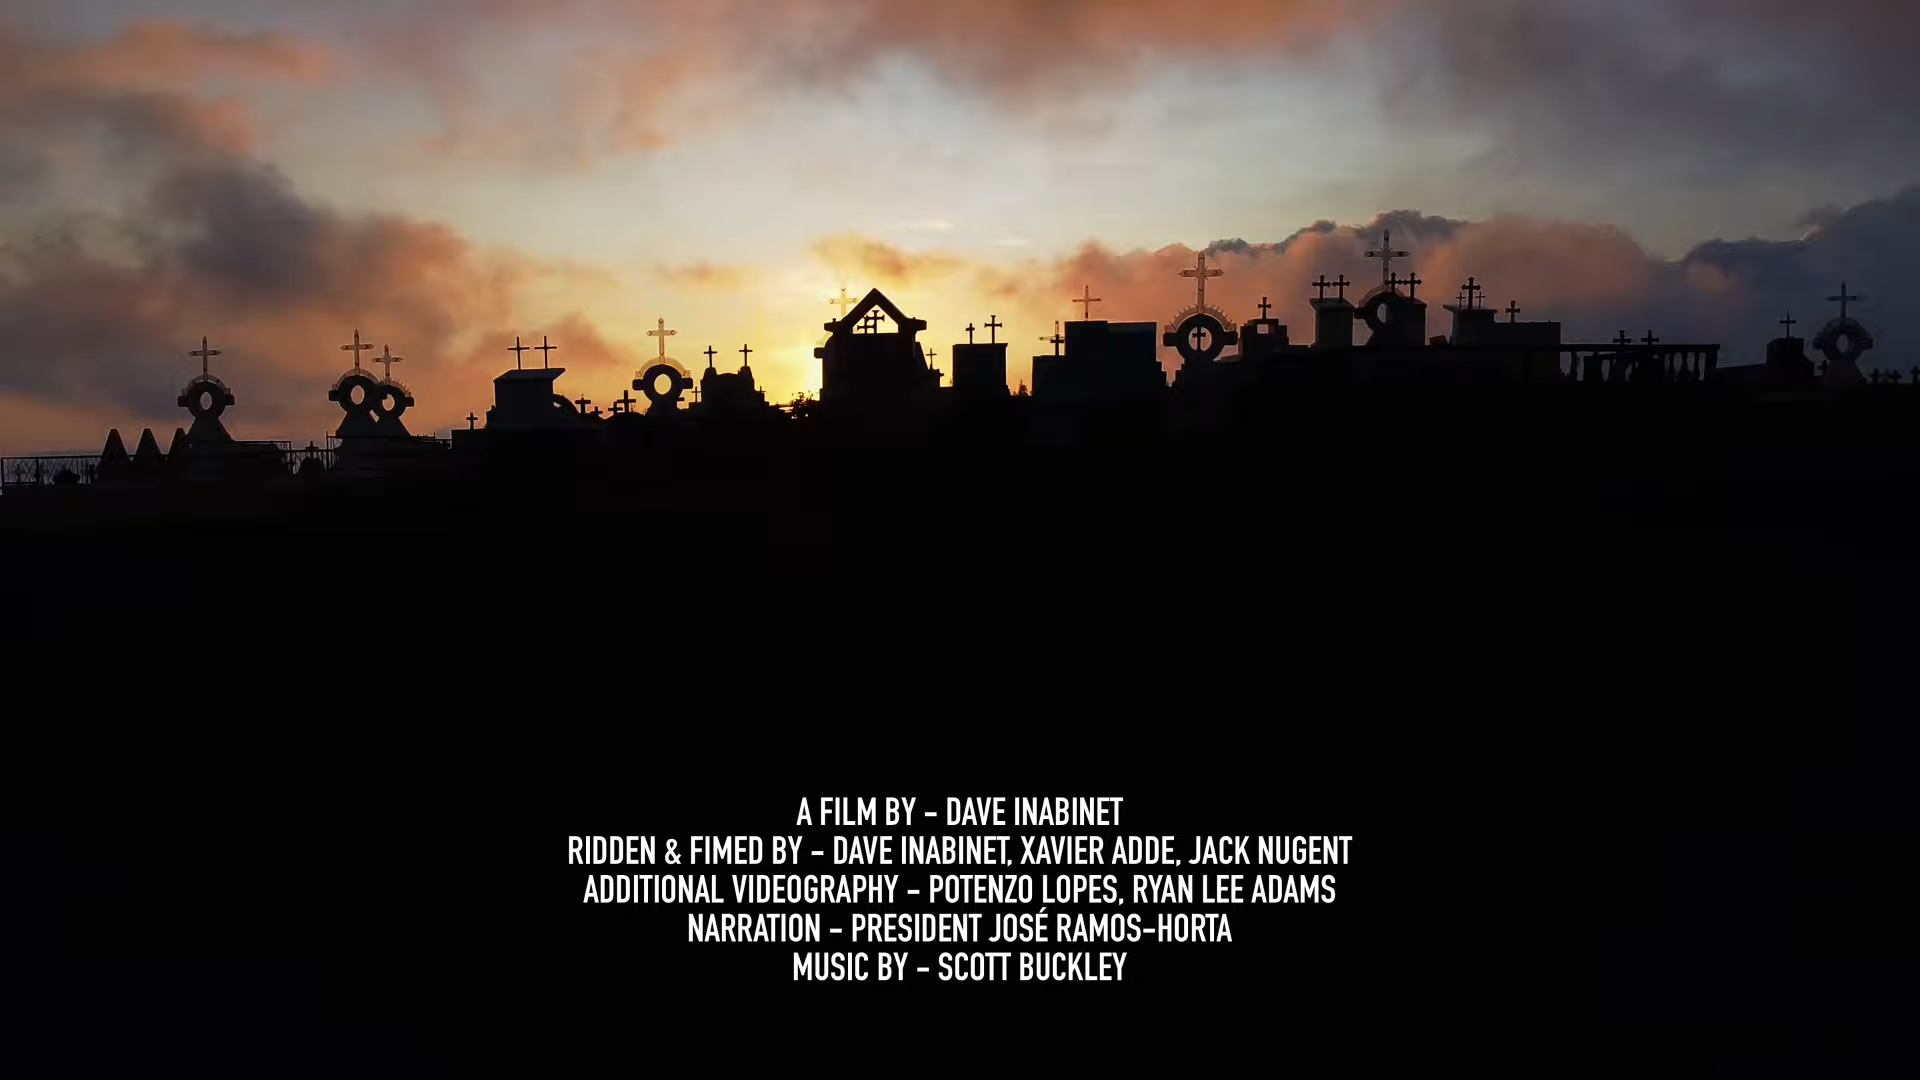 A FILM BY - DAVE INABINET
RIDDEN & FIMED BY - DAVE INABINET, XAVIER ADDE, JACK NUGENT
ADDITIONAL VIDEOGRAPHY - POTENZO LOPES, RYAN LEE ADAMS
NARRATION - PRESIDENT JOSÉ RAMOS-HORTA
MUSIC BY - SCOTT BUCKLEY